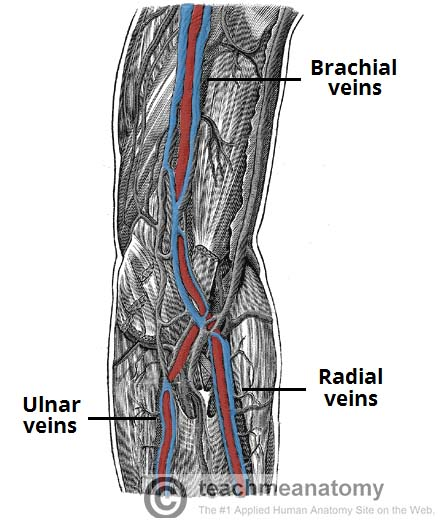 Brachial
veins
Radial
veins
Ulnar
veins
© teachmeanatomy
The #1 Applied Human Anatomy Site on the Web.